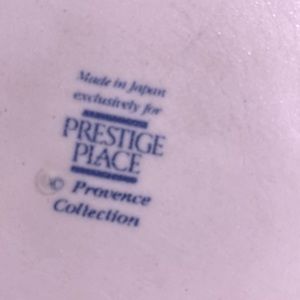 Made in Japan
exclusively for
PRESTIGE
PLACE
© Provence
Collection